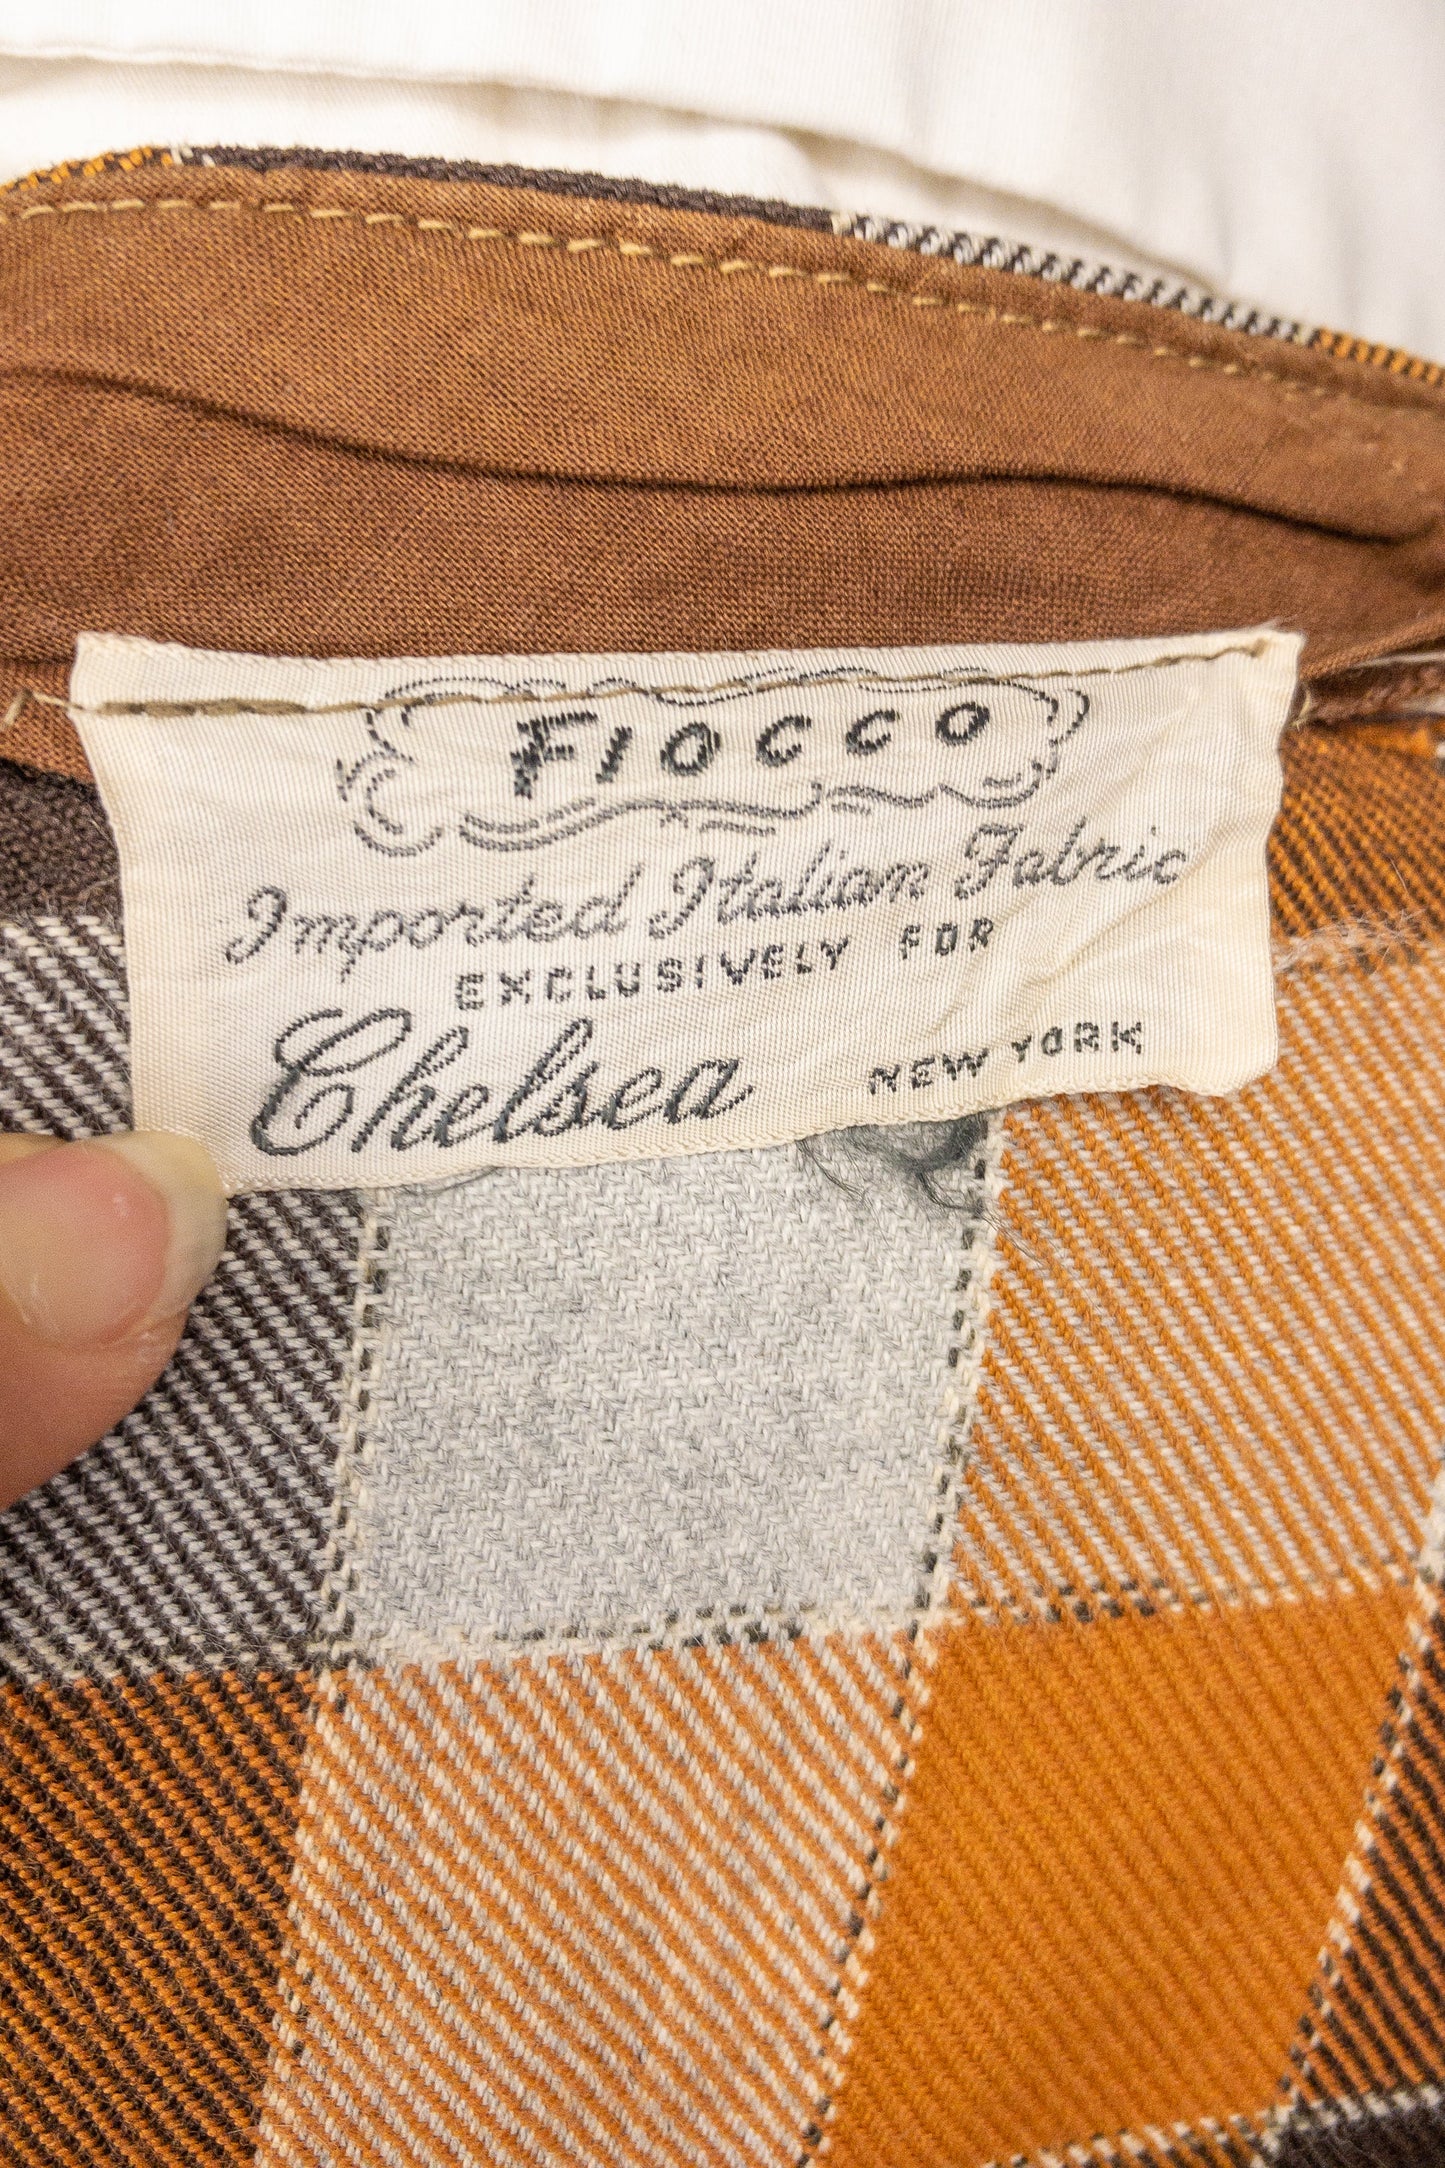 FIOCCO
Imported Italian Fabric
EXCLUSIVELY FOR
Chelsea NEW YORK